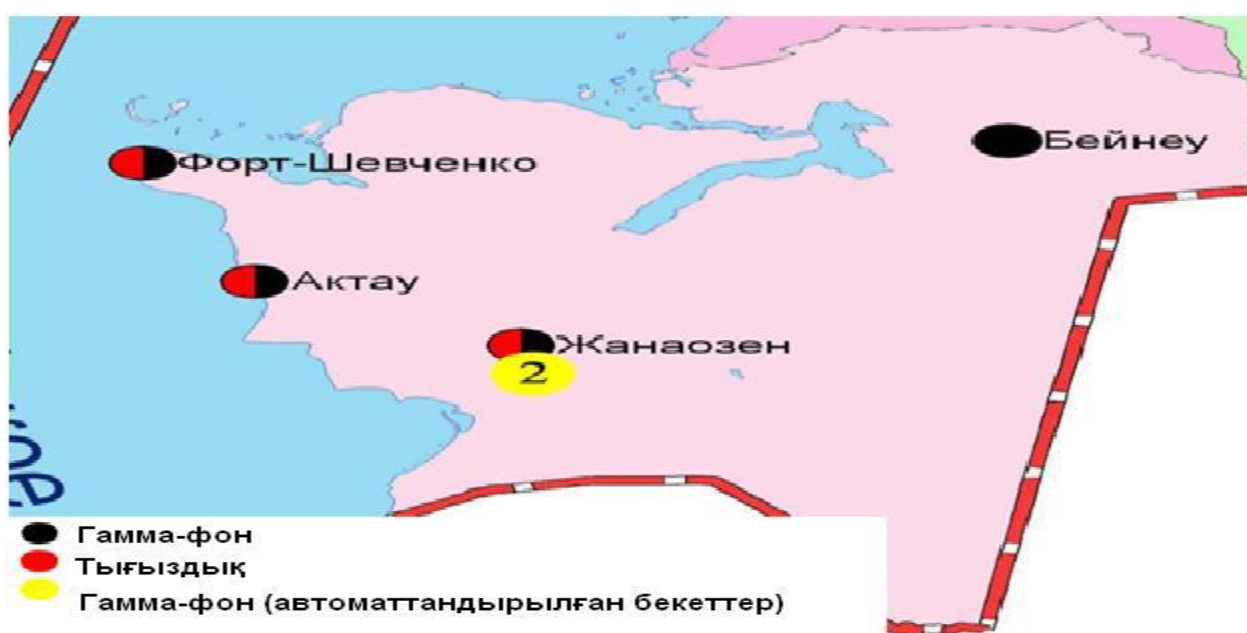 Бейнеу
Форт-Шевченко
Актау
Жанаозен
2
Гамма-фон
Тығыздық
Гамма-фон (автоматтандырылған бекеттер)